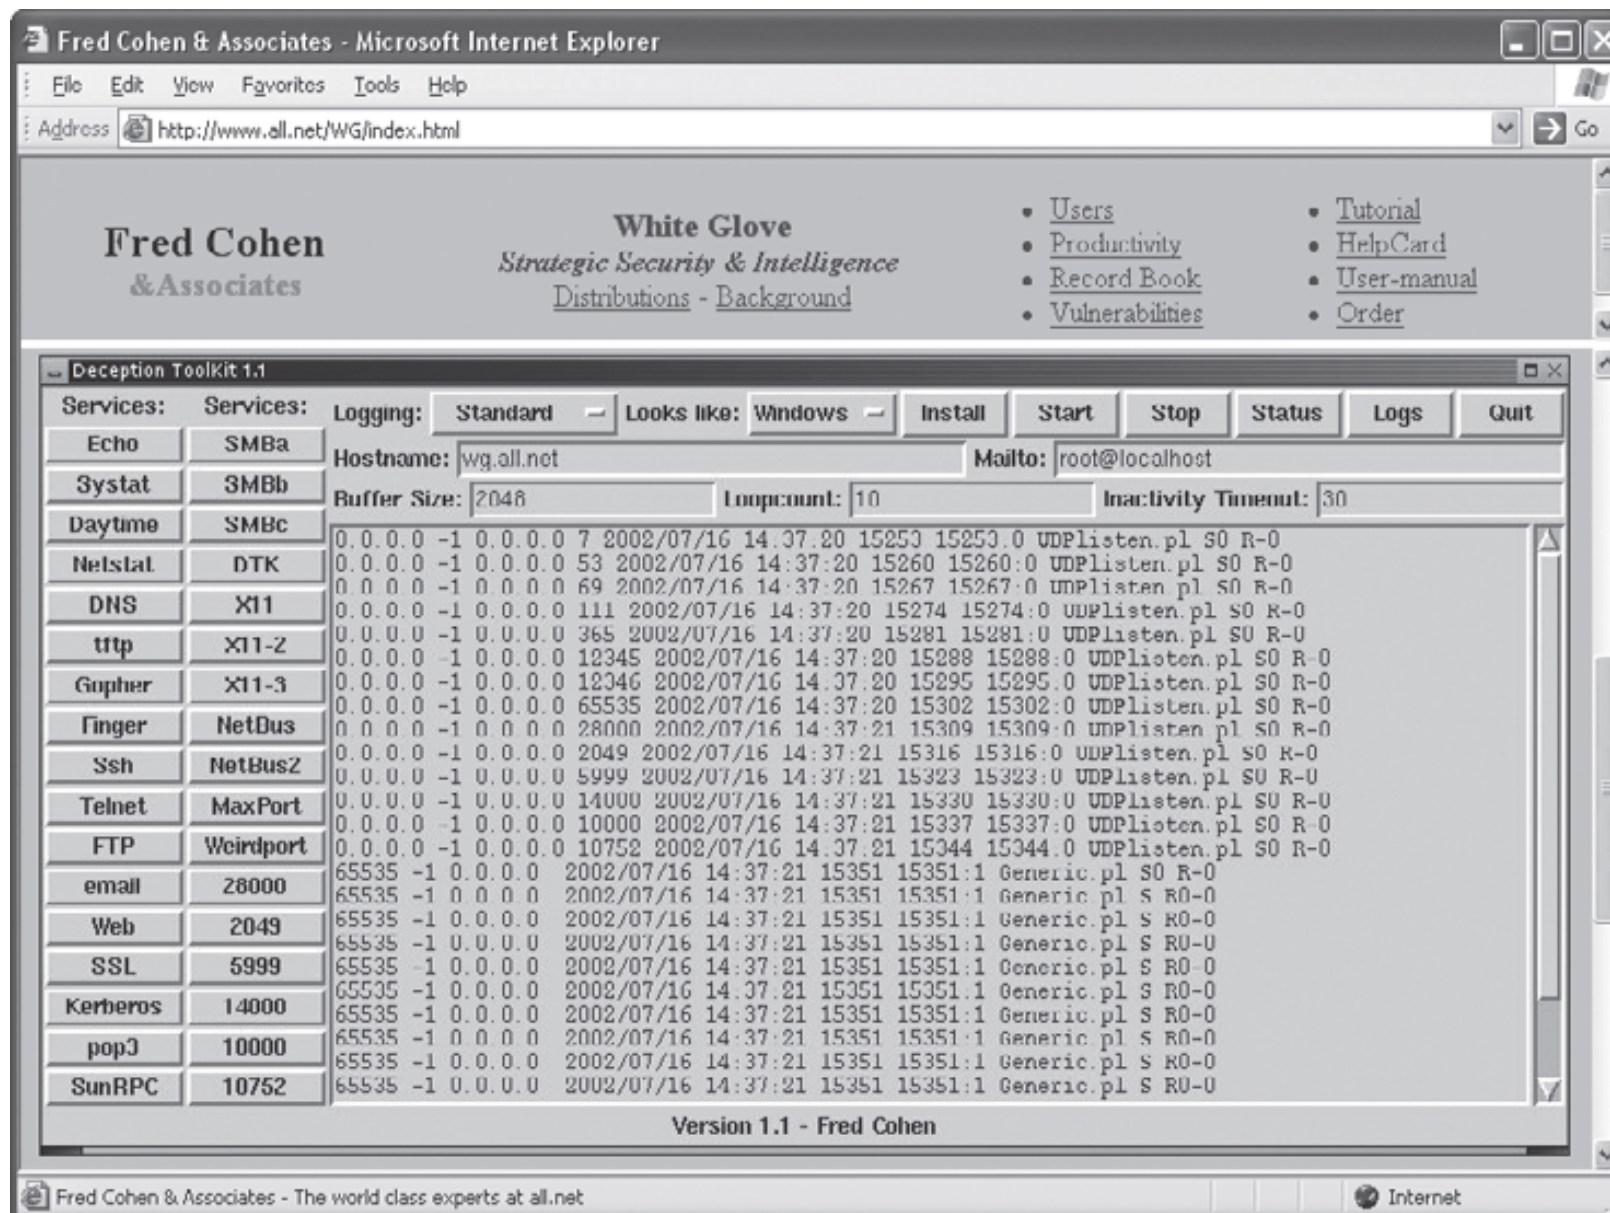 Fred Cohen & Associates - Microsoft Internet Explorer
File Edit View Favorites Tools Help
Address http://www.all.net/WG/index.html Go
Fred Cohen
&Associates
White Glove
Strategic Security & Intelligence
Distributions - Background
Users
Productivity
Record Book
Vulnerabilities
Tutorial
HelpCard
User-manual
Order
Deception ToolKit 1.1
Services: Services: Logging: Standard Looks like: Windows Install Start Stop Status Logs Quit
Hostname: wg.all.net Mailto: root@localhost
Buffer Size: 2048 Loopcount: 10 Inactivity Timeout: 30
Echo SMBa
Systat SMBb
Daytime SMBc
Netstat DTK
DNS X11
tftp X11-2
Gopher X11-3
Finger NetBus
Ssh NetBus2
Telnet MaxPort
FTP Weirdport
email 28000
Web 2049
SSL 5999
Kerberos 14000
pop3 10000
SunRPC 10752
0.0.0.0 -1 0.0.0.0 7 2002/07/16 14:37:20 15253 15253:0 UDPlisten.pl S0 R-0
0.0.0.0 -1 0.0.0.0 53 2002/07/16 14:37:20 15260 15260:0 UDPlisten.pl S0 R-0
0.0.0.0 -1 0.0.0.0 69 2002/07/16 14:37:20 15267 15267:0 UDPlisten.pl S0 R-0
0.0.0.0 -1 0.0.0.0 111 2002/07/16 14:37:20 15274 15274:0 UDPlisten.pl S0 R-0
0.0.0.0 -1 0.0.0.0 365 2002/07/16 14:37:20 15281 15281:0 UDPlisten.pl S0 R-0
0.0.0.0 -1 0.0.0.0 12345 2002/07/16 14:37:20 15288 15288:0 UDPlisten.pl S0 R-0
0.0.0.0 -1 0.0.0.0 12346 2002/07/16 14:37:20 15295 15295:0 UDPlisten.pl S0 R-0
0.0.0.0 -1 0.0.0.0 65535 2002/07/16 14:37:20 15302 15302:0 UDPlisten.pl S0 R-0
0.0.0.0 -1 0.0.0.0 28000 2002/07/16 14:37:21 15309 15309:0 UDPlisten.pl S0 R-0
0.0.0.0 -1 0.0.0.0 2049 2002/07/16 14:37:21 15316 15316:0 UDPlisten.pl S0 R-0
0.0.0.0 -1 0.0.0.0 5999 2002/07/16 14:37:21 15323 15323:0 UDPlisten.pl S0 R-0
0.0.0.0 -1 0.0.0.0 14000 2002/07/16 14:37:21 15330 15330:0 UDPlisten.pl S0 R-0
0.0.0.0 -1 0.0.0.0 10000 2002/07/16 14:37:21 15337 15337:0 UDPlisten.pl S0 R-0
0.0.0.0 -1 0.0.0.0 10752 2002/07/16 14:37:21 15344 15344:0 UDPlisten.pl S0 R-0
65535 -1 0.0.0.0 2002/07/16 14:37:21 15351 15351:1 Generic.pl S0 R-0
65535 -1 0.0.0.0 2002/07/16 14:37:21 15351 15351:1 Generic.pl S R0-0
65535 -1 0.0.0.0 2002/07/16 14:37:21 15351 15351:1 Generic.pl S R0-0
65535 -1 0.0.0.0 2002/07/16 14:37:21 15351 15351:1 Generic.pl S R0-0
65535 -1 0.0.0.0 2002/07/16 14:37:21 15351 15351:1 Generic.pl S R0-0
65535 -1 0.0.0.0 2002/07/16 14:37:21 15351 15351:1 Generic.pl S R0-0
65535 -1 0.0.0.0 2002/07/16 14:37:21 15351 15351:1 Generic.pl S R0-0
65535 -1 0.0.0.0 2002/07/16 14:37:21 15351 15351:1 Generic.pl S R0-0
65535 -1 0.0.0.0 2002/07/16 14:37:21 15351 15351:1 Generic.pl S R0-0
65535 -1 0.0.0.0 2002/07/16 14:37:21 15351 15351:1 Generic.pl S R0-0
Version 1.1 - Fred Cohen
Fred Cohen & Associates - The world class experts at all.net Internet